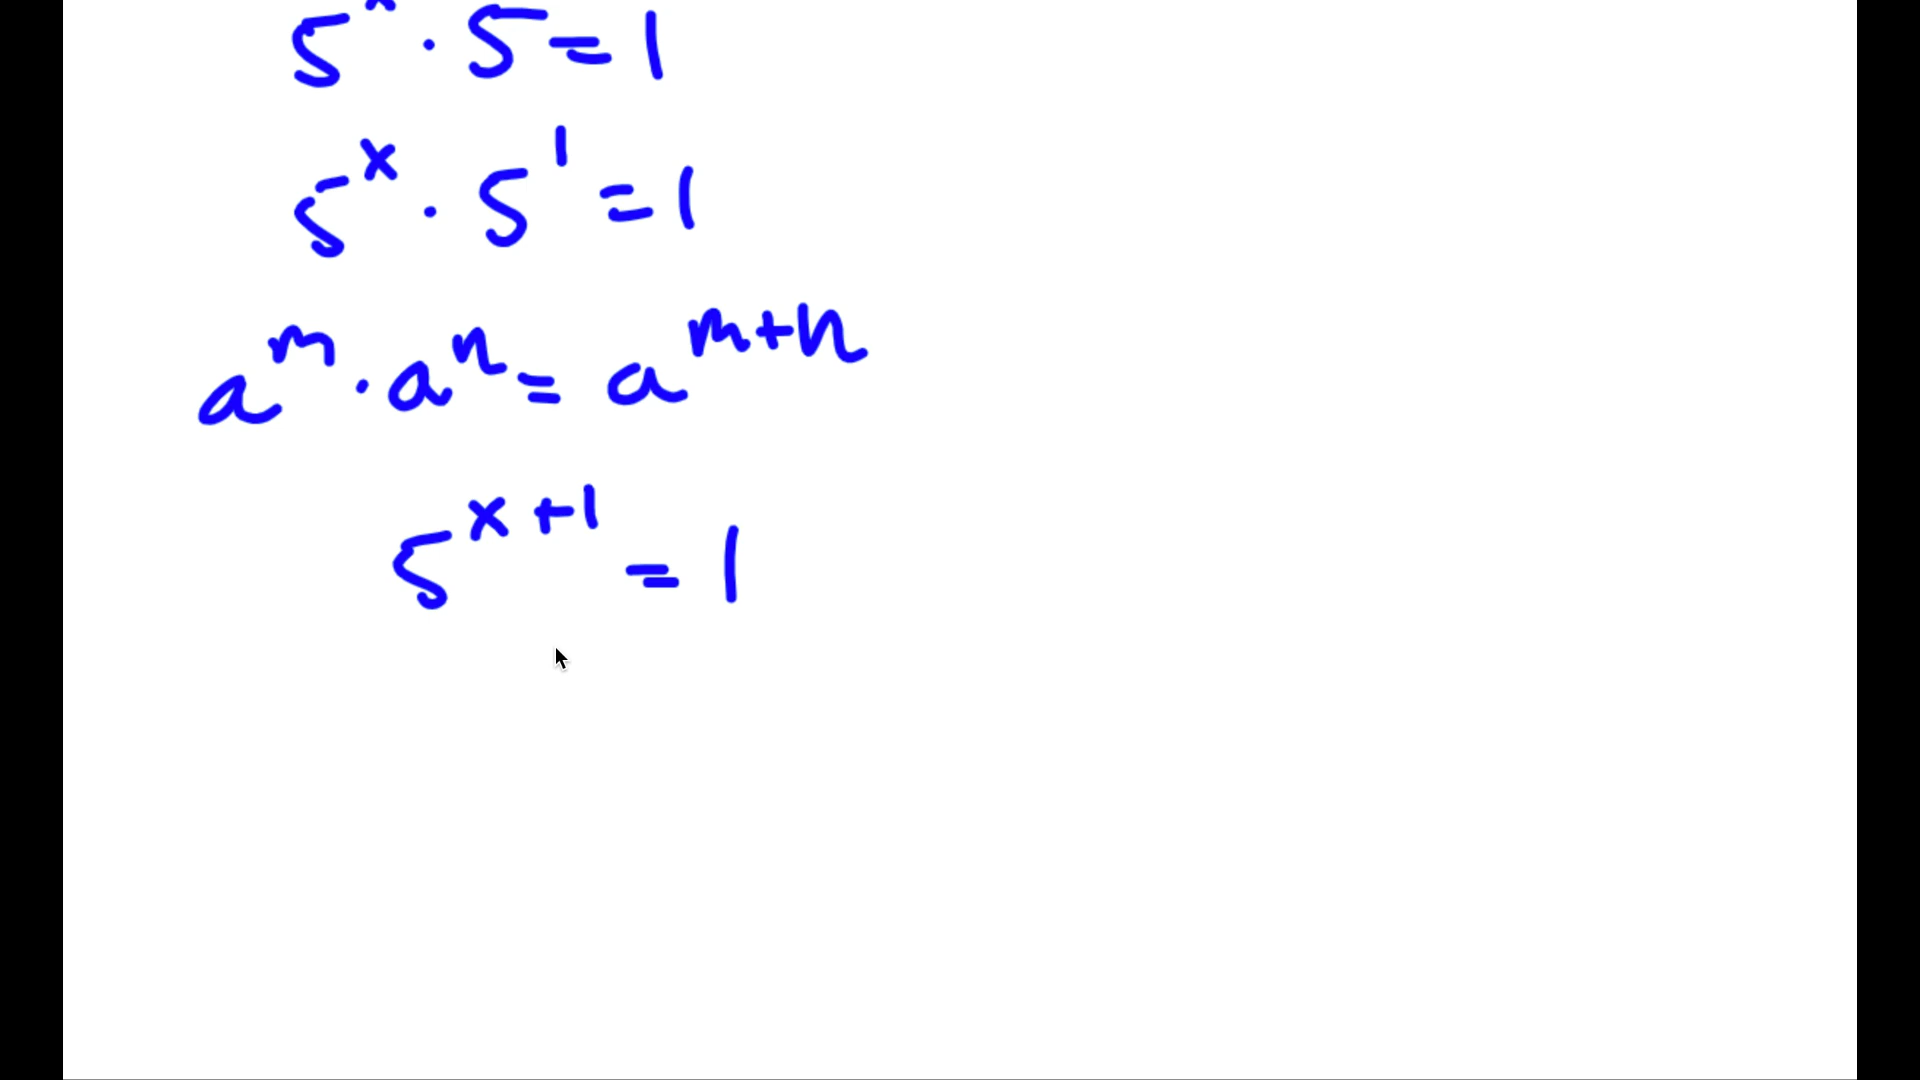 5^x · 5 = 1
5^x · 5^1 = 1
a^m · a^n = a^{m+n}
5^{x+1} = 1